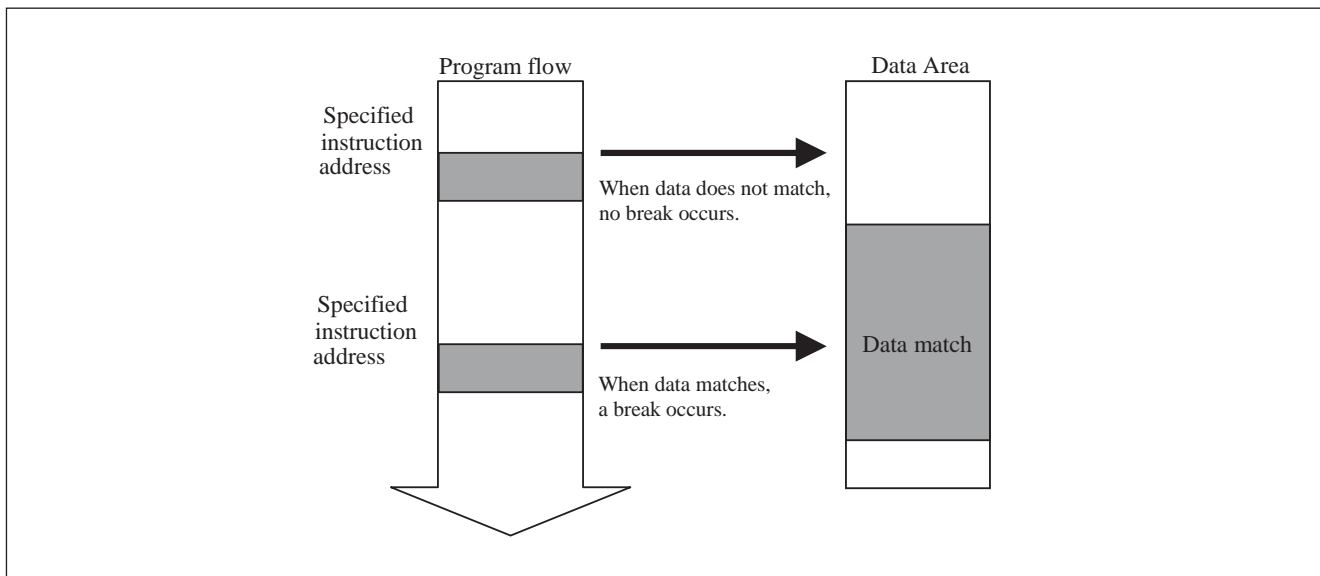 Program flow
Data Area
Specified
instruction
address
When data does not match,
no break occurs.
Specified
instruction
address
Data match
When data matches,
a break occurs.